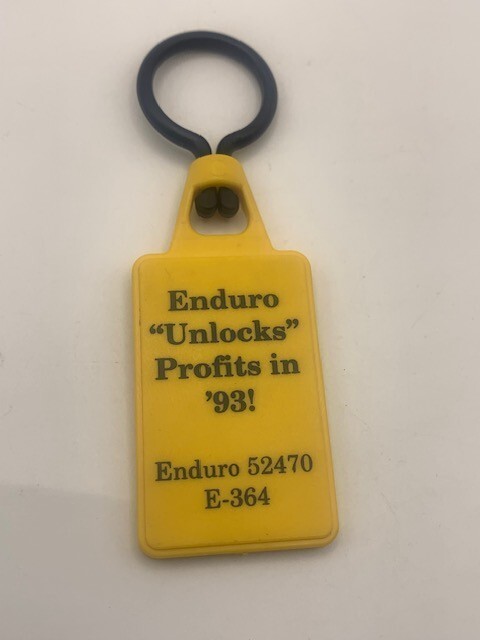 Enduro
“Unlocks”
Profits in
’93!
Enduro 52470
E-364